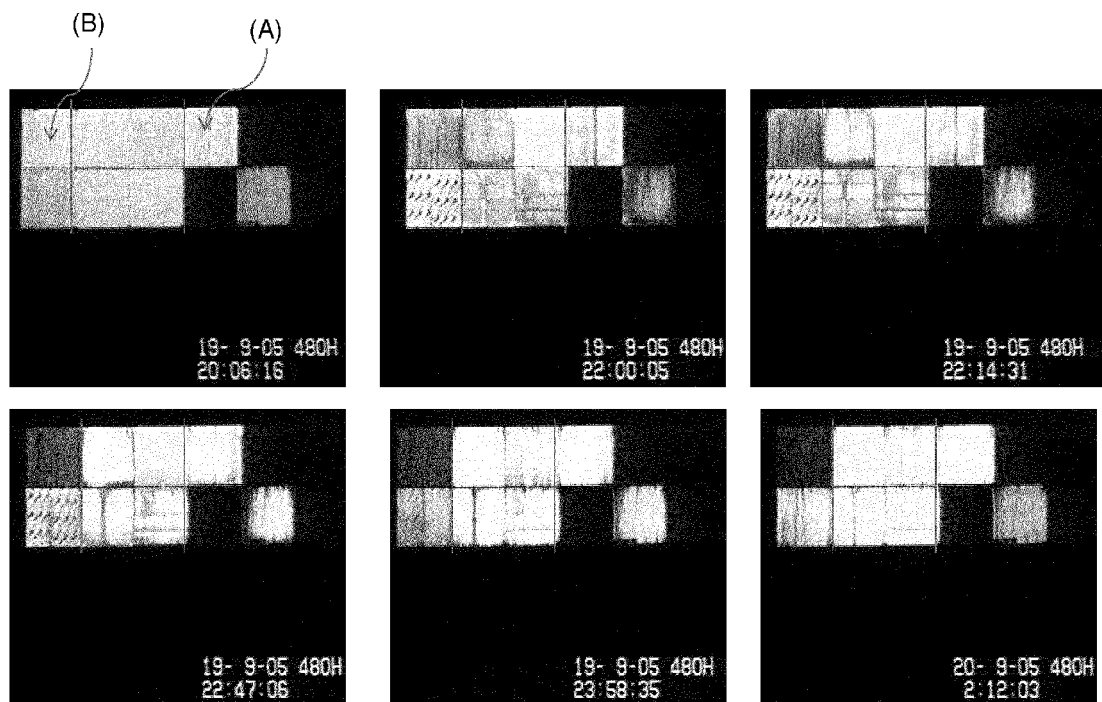 (B)
(A)
19- 9-05 480H
20:06:16
19- 9-05 480H
22:00:05
19- 9-05 480H
22:14:31
19- 9-05 480H
22:47:06
19- 9-05 480H
23:58:35
20- 9-05 480H
2:12:03